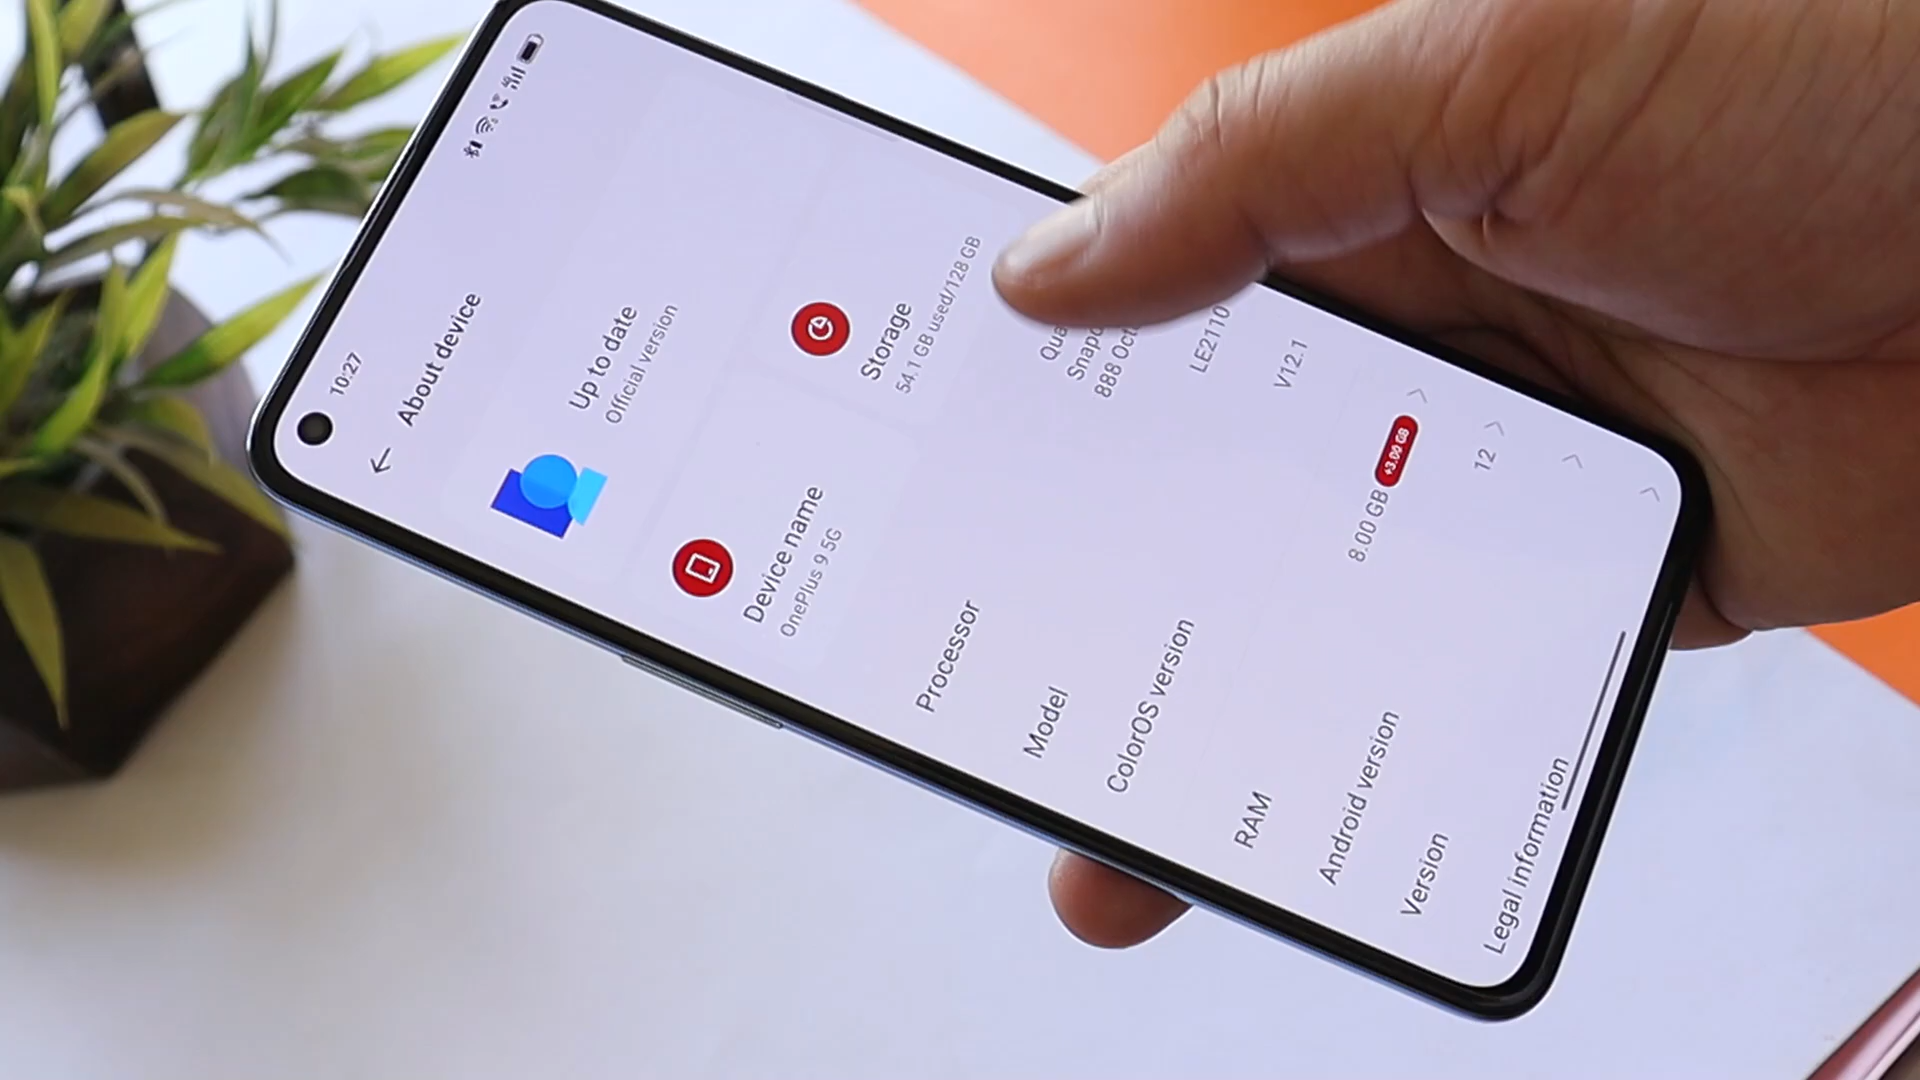 10:27
About device
Up to date
Official version
Device name
OnePlus 9 5G
Storage
54.1 GB used/128 GB
Processor
888
Model
LE2110
ColorOS version
V12.1
RAM
8.00 GB +3.00 GB
Android version
12
Version
Legal information